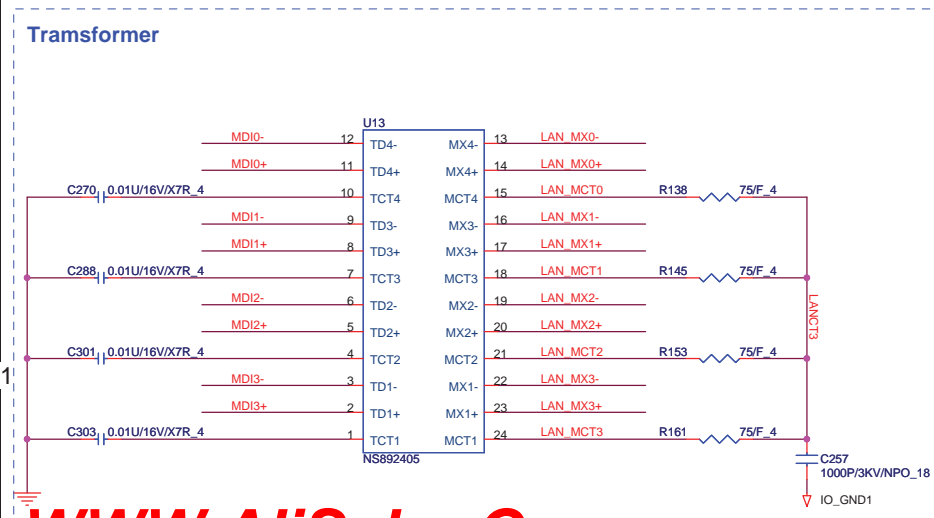 Tramsformer
U13
MDI0- 12 TD4- MX4- 13 LAN_MX0-
MDI0+ 11 TD4+ MX4+ 14 LAN_MX0+
C270 0.01U/16V/X7R_4 10 TCT4 MCT4 15 LAN_MCT0 R138 75/F_4
MDI1- 9 TD3- MX3- 16 LAN_MX1-
MDI1+ 8 TD3+ MX3+ 17 LAN_MX1+
C288 0.01U/16V/X7R_4 7 TCT3 MCT3 18 LAN_MCT1 R145 75/F_4
MDI2- 6 TD2- MX2- 19 LAN_MX2-
LANCT3
MDI2+ 5 TD2+ MX2+ 20 LAN_MX2+
C301 0.01U/16V/X7R_4 4 TCT2 MCT2 21 LAN_MCT2 R153 75/F_4
1
MDI3- 3 TD1- MX1- 22 LAN_MX3-
MDI3+ 2 TD1+ MX1+ 23 LAN_MX3+
C303 0.01U/16V/X7R_4 1 TCT1 MCT1 24 LAN_MCT3 R161 75/F_4
NS892405
C257
1000P/3KV/NPO_18
IO_GND1